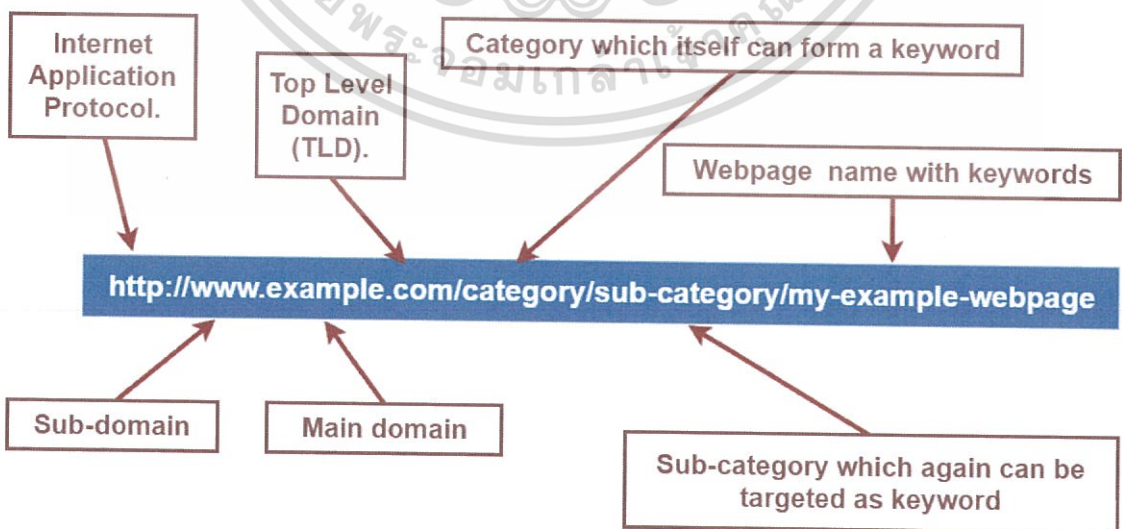 Internet
Application
Protocol.
Top Level
Domain
(TLD).
Category which itself can form a keyword
Webpage name with keywords
http://www.example.com/category/sub-category/my-example-webpage
Sub-domain
Main domain
Sub-category which again can be
targeted as keyword